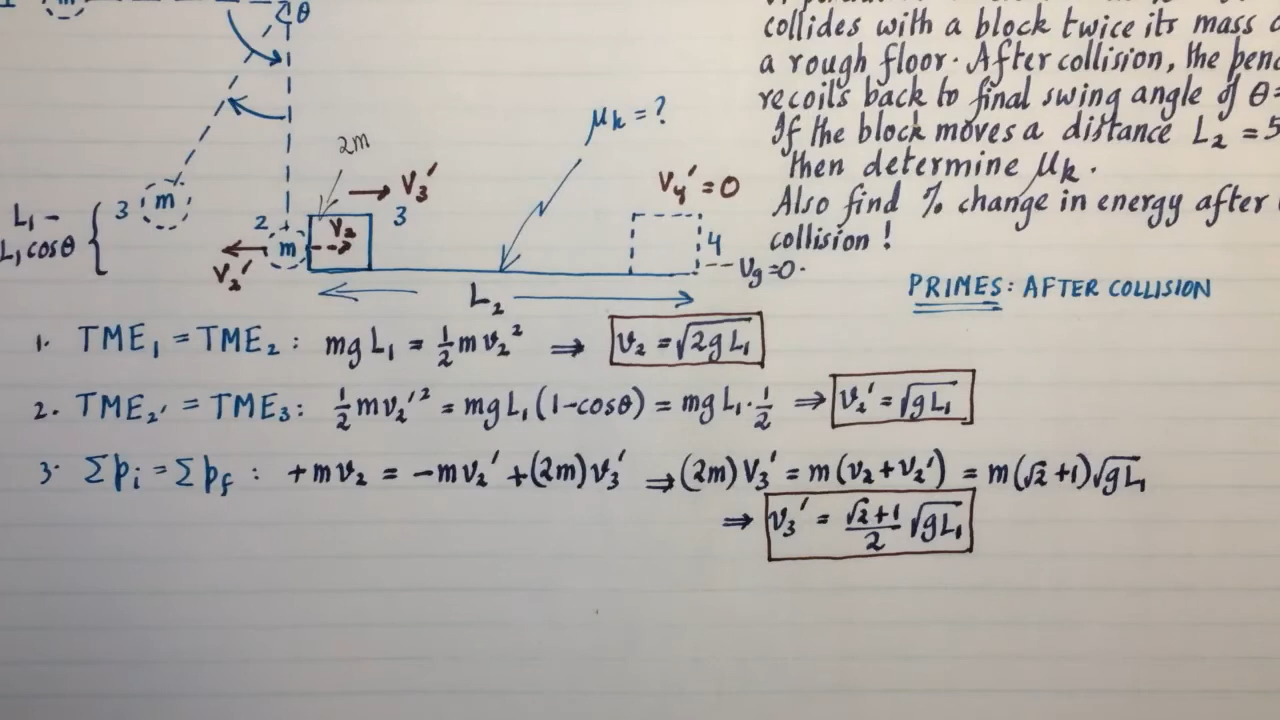 m
θ
collides with a block twice its mass
a rough floor. After collision, the
recoils back to final swing angle of θ=
If the block moves a distance L₂ = 5
then determine μk.
Also find % change in energy after
collision!
μk = ?
2m
V₃'
3
V₄' = 0
L₁ -
L₁cosθ
3
m
2
m
V₂
V₂'
4
Ug=0.
L₂
PRIMES: AFTER COLLISION
1. TME₁ = TME₂ : mgL₁ = ½mv₂² ⇒ v₂ = √2gL₁
2. TME₂' = TME₃: ½mv₂'² = mgL₁(1-cosθ) = mgL₁·½ ⇒ v₂' = √gL₁
3. Σpi = Σpf : +mv₂ = -mv₂' + (2m)v₃' ⇒ (2m)V₃' = m(v₂+v₂') = m(√2+1)√gL₁
⇒ v₃' = (√2+1)/2 √gL₁